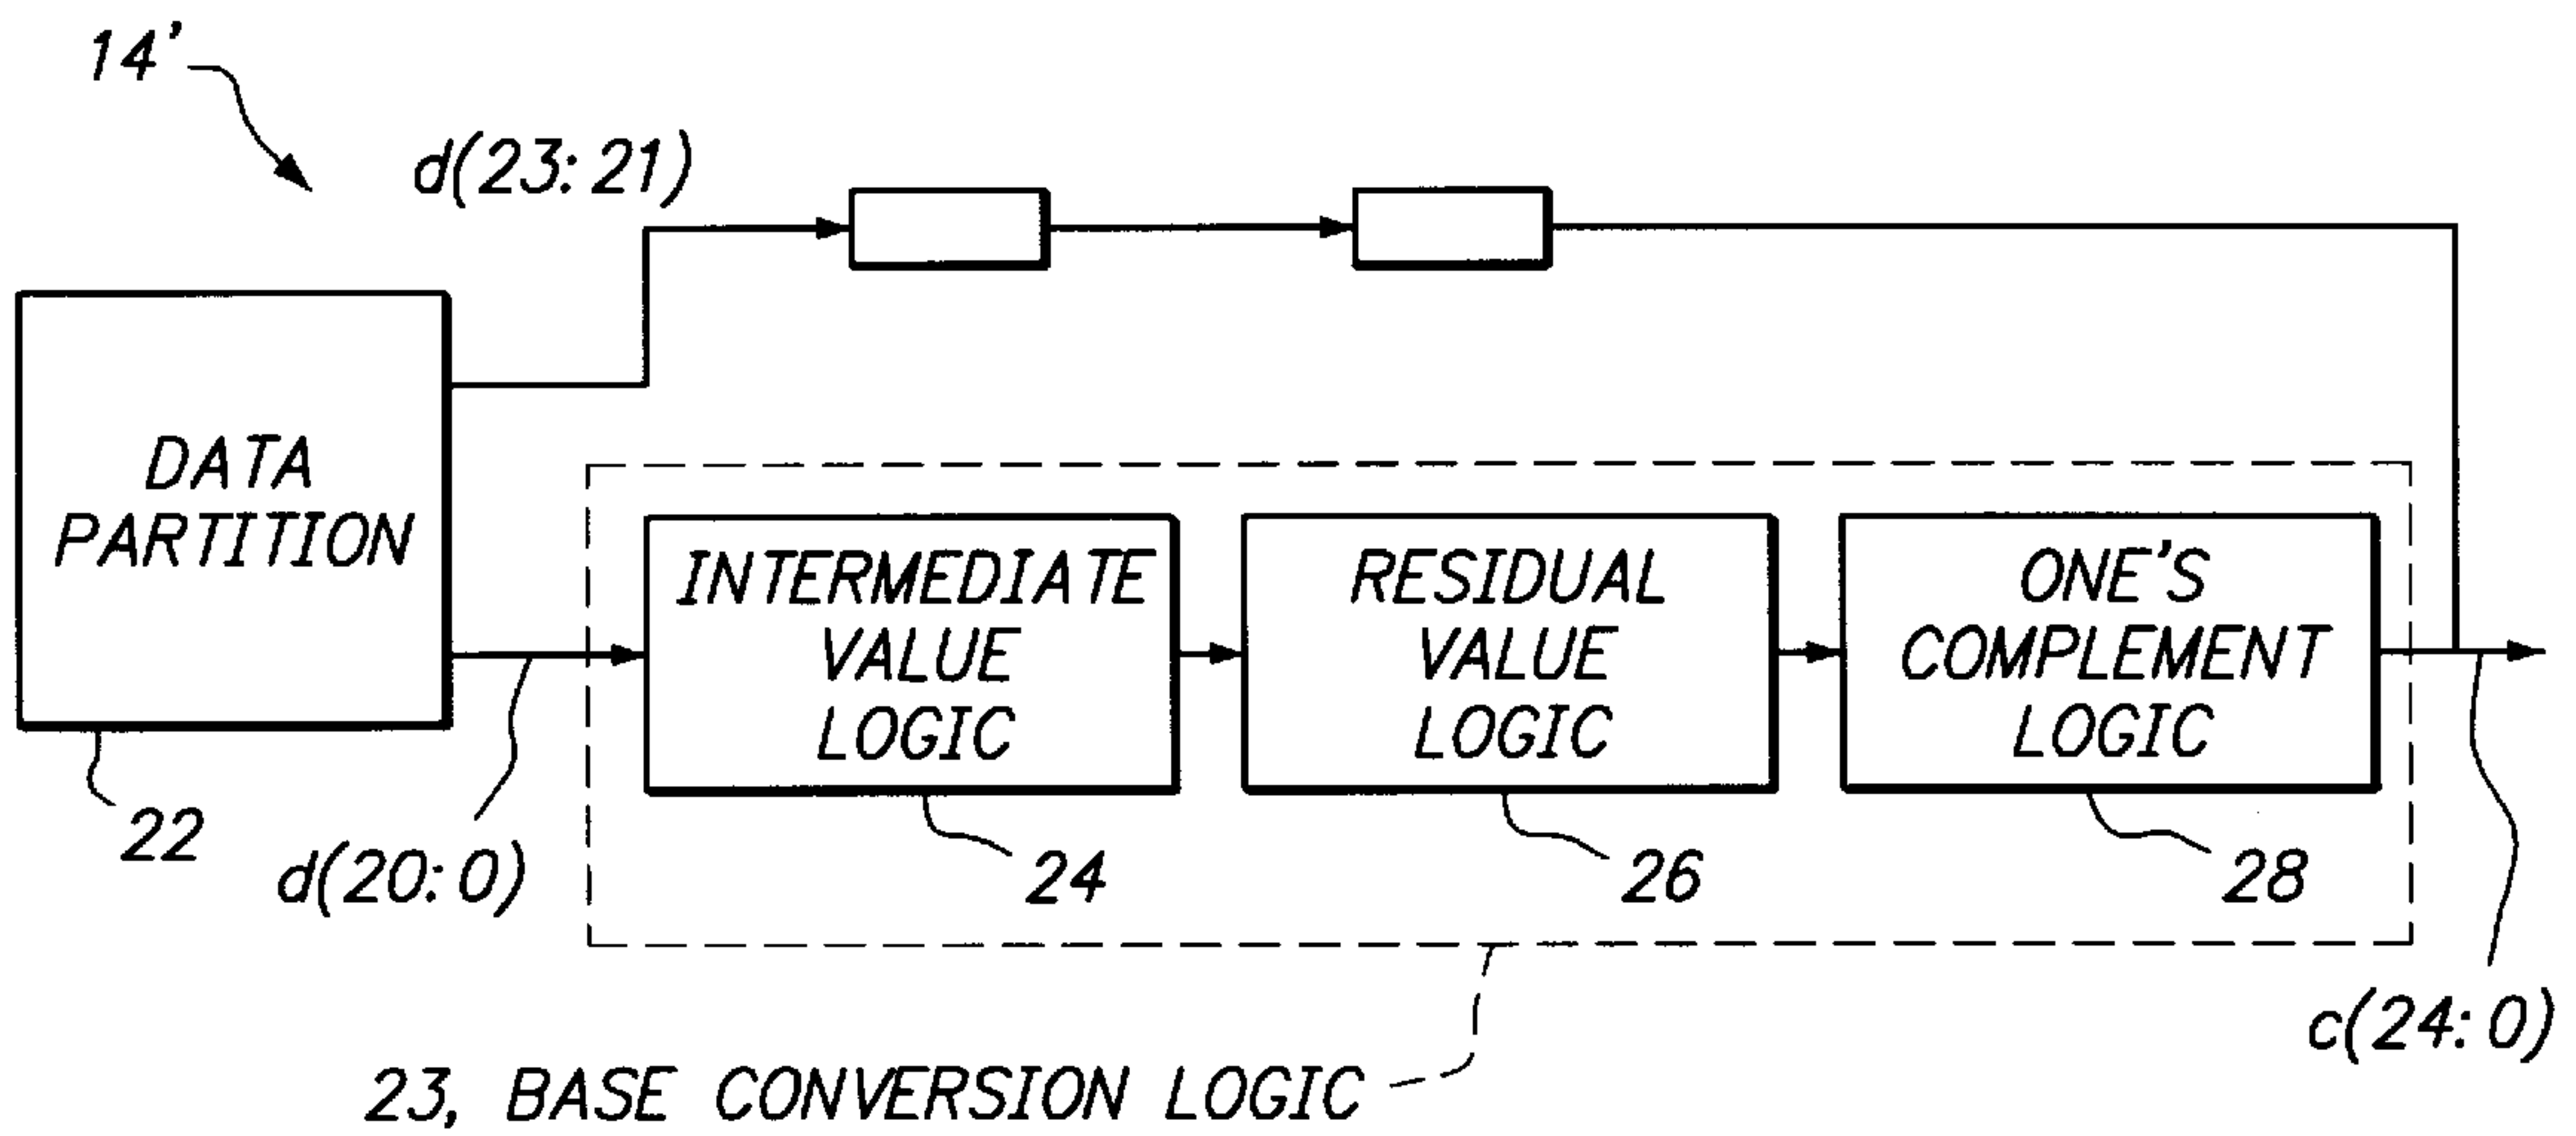 14'
d(23:21)
DATA
PARTITION
INTERMEDIATE
VALUE
LOGIC
RESIDUAL
VALUE
LOGIC
ONE'S
COMPLEMENT
LOGIC
22
d(20:0)
24
26
28
c(24:0)
23, BASE CONVERSION LOGIC